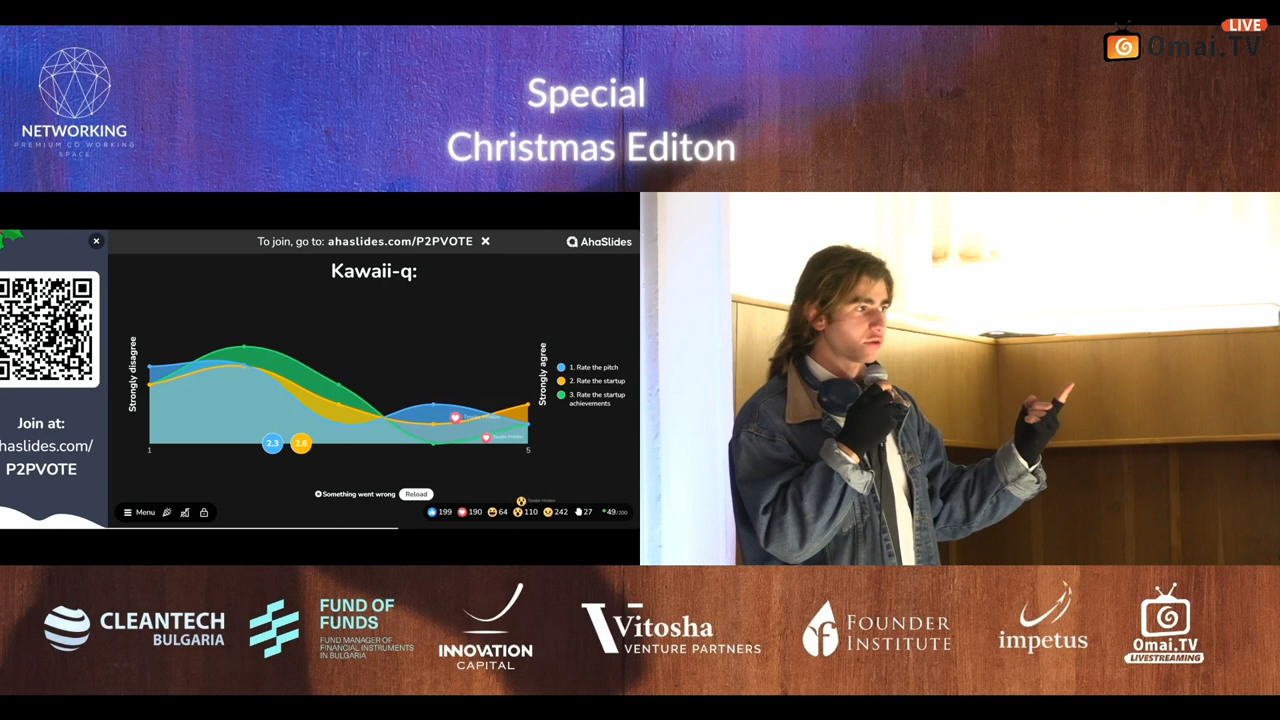 LIVE
Omai.TV
NETWORKING
PREMIUM CO WORKING
SPACE
Special
Christmas Editon
To join, go to: ahaslides.com/P2PVOTE
AhaSlides
Kawaii-q:
Strongly disagree
Strongly agree
1. Rate the pitch
2. Rate the startup
3. Rate the startup
achievements
2.3
2.6
1
5
Join at:
haslides.com/
P2PVOTE
Something went wrong
Reload
Menu
199
190
64
110
242
27
49/200
CLEANTECH
BULGARIA
FUND OF
FUNDS
FUND MANAGER OF
FINANCIAL INSTRUMENTS
IN BULGARIA
INNOVATION
CAPITAL
Vitosha
VENTURE PARTNERS
FOUNDER
INSTITUTE
impetus
Omai.TV
LIVESTREAMING